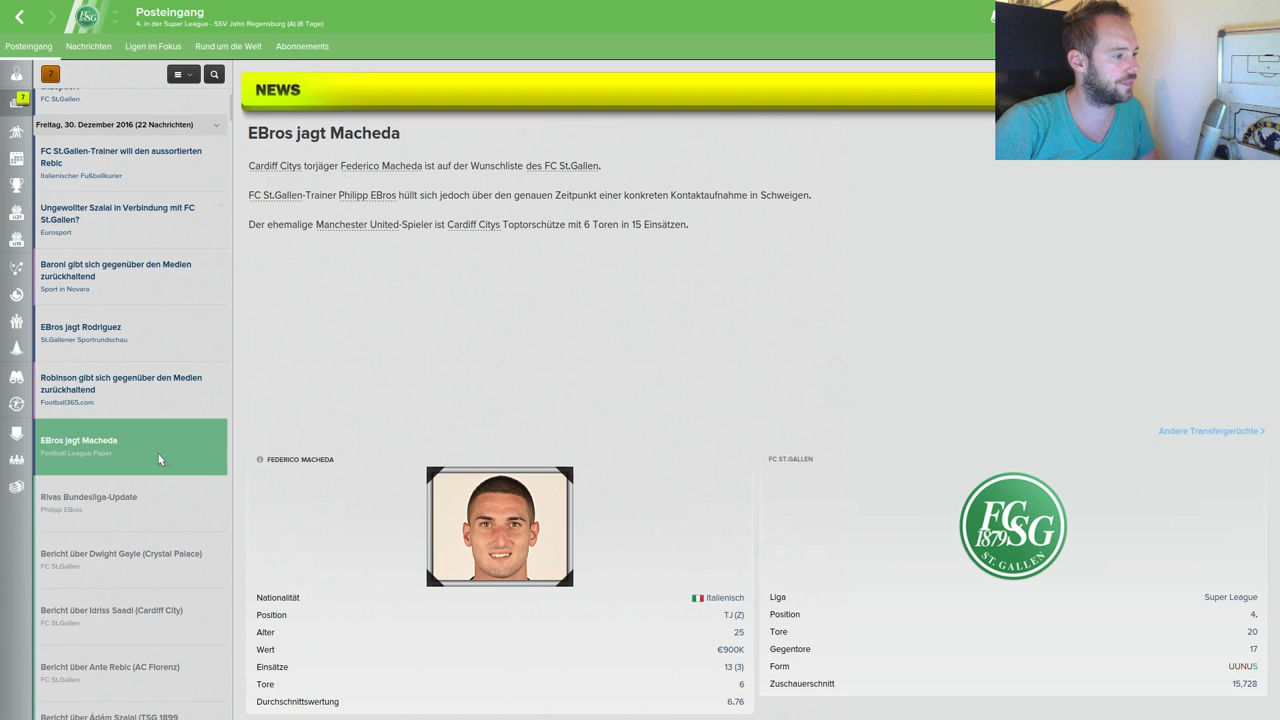 Posteingang
4. in der Super League - SSV Jahn Regensburg (A) (8 Tage)
Posteingang Nachrichten Ligen im Fokus Rund um die Welt Abonnements
7
7
FC St.Gallen
Freitag, 30. Dezember 2016 (22 Nachrichten)
FC St.Gallen-Trainer will den aussortierten
Rebic
Italienischer Fußballkurier
Ungewollter Szalai in Verbindung mit FC
St.Gallen?
Eurosport
Baroni gibt sich gegenüber den Medien
zurückhaltend
Sport in Novara
EBros jagt Rodriguez
St.Gallener Sportrundschau
Robinson gibt sich gegenüber den Medien
zurückhaltend
Football365.com
EBros jagt Macheda
Football League Paper
Rivas Bundesliga-Update
Philipp EBros
Bericht über Dwight Gayle (Crystal Palace)
FC St.Gallen
Bericht über Idriss Saadi (Cardiff City)
FC St.Gallen
Bericht über Ante Rebic (AC Florenz)
FC St.Gallen
Bericht über Ádám Szalai (TSG 1899
U21
U18
NEWS
EBros jagt Macheda
Cardiff Citys torjäger Federico Macheda ist auf der Wunschliste des FC St.Gallen.
FC St.Gallen-Trainer Philipp EBros hüllt sich jedoch über den genauen Zeitpunkt einer konkreten Kontaktaufnahme in Schweigen.
Der ehemalige Manchester United-Spieler ist Cardiff Citys Toptorschütze mit 6 Toren in 15 Einsätzen.
Andere Transfergerüchte
FEDERICO MACHEDA
Nationalität Italienisch
Position TJ (Z)
Alter 25
Wert €900K
Einsätze 13 (3)
Tore 6
Durchschnittswertung 6.76
FC ST.GALLEN
FCSG
1879
ST. GALLEN
Liga Super League
Position 4.
Tore 20
Gegentore 17
Form UUNUS
Zuschauerschnitt 15,728